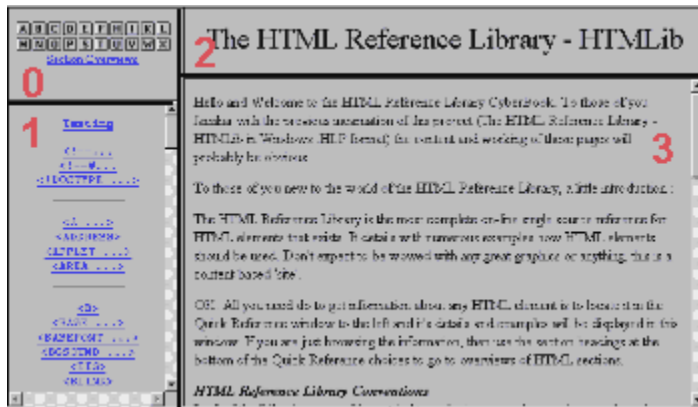 A B C D E F H I K L
M N O P S T U V W X
Section Overviews
0
1
Testing
<!--...
<!--#...
<!DOCTYPE ...>
<A ...>
<ADDRESS>
<APPLET ...>
<AREA ...>
<B>
<BASE ...>
<BASEFONT ...>
<BGSOUND ...>
<BIG>
<BLINK>
2
The HTML Reference Library - HTMLib
3
Hello and Welcome to the HTML Reference Library CyberBook. To those of you
familiar with the previous incarnation of this project (The HTML Reference Library -
HTMLib in Windows .HLP format) the content and working of these pages will
probably be obvious.
To those of you new to the world of the HTML Reference Library, a little introduction :
The HTML Reference Library is the most complete on-line single source reference for
HTML elements that exists. It details with numerous examples how HTML elements
should be used. Don't expect to be wowed with any great graphics or anything, this is a
content based 'site'.
OK. All you need do to get information about any HTML element is to locate it in the
Quick Reference window to the left and it's details and examples will be displayed in this
window. If you are just browsing the information, then use the section headings at the
bottom of the Quick Reference choices to go to overviews of HTML sections.
HTML Reference Library Conventions